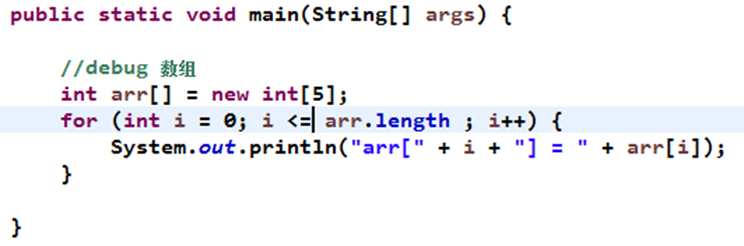 public static void main(String[] args) {
//debug 数组
int arr[] = new int[5];
for (int i = 0; i <= arr.length ; i++) {
System.out.println("arr[" + i + "] = " + arr[i]);
}
}